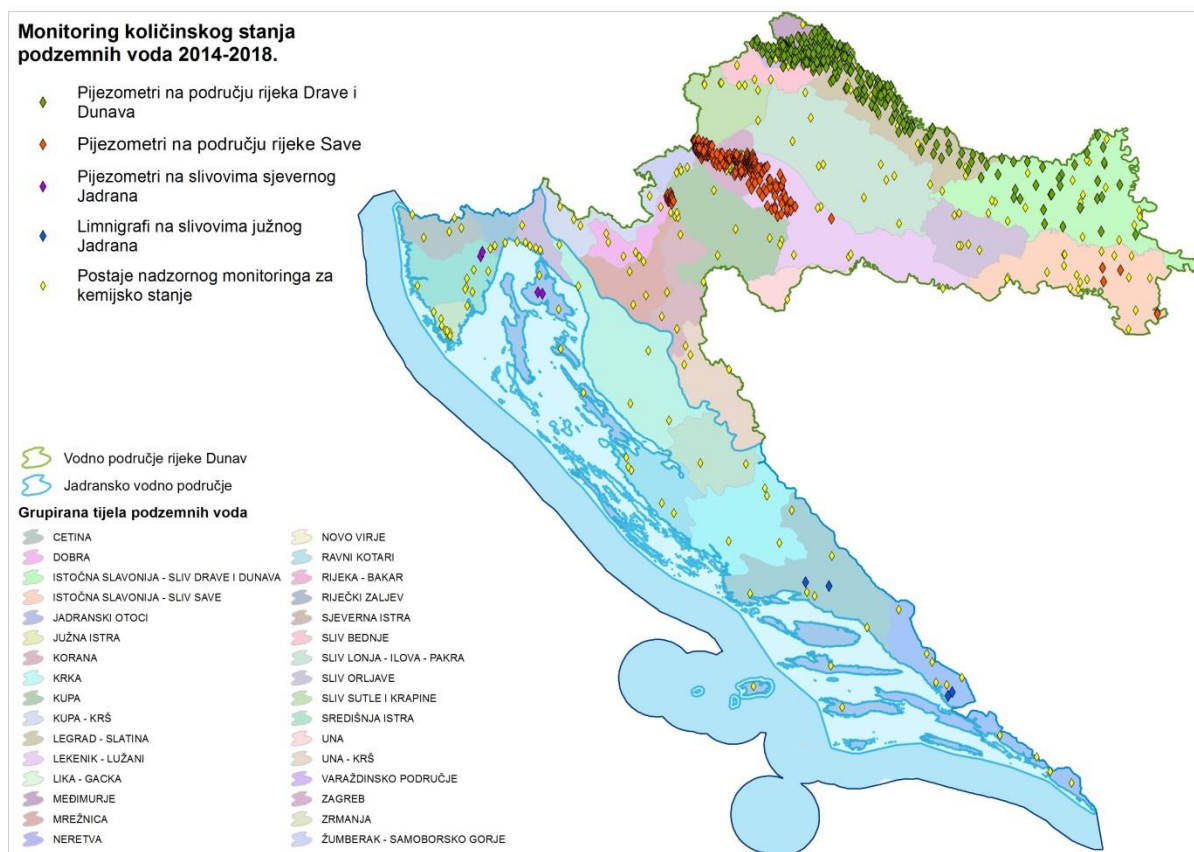 Monitoring količinskog stanja
podzemnih voda 2014-2018.
Pijezometri na području rijeka Drave i
Dunava
Pijezometri na području rijeke Save
Pijezometri na slivovima sjevernog
Jadrana
Limnigrafi na slivovima južnog
Jadrana
Postaje nadzornog monitoringa za
kemijsko stanje
Vodno područje rijeke Dunav
Jadransko vodno područje
Grupirana tijela podzemnih voda
CETINA
DOBRA
ISTOČNA SLAVONIJA - SLIV DRAVE I DUNAVA
ISTOČNA SLAVONIJA - SLIV SAVE
JADRANSKI OTOCI
JUŽNA ISTRA
KORANA
KRKA
KUPA
KUPA - KRŠ
LEGRAD - SLATINA
LEKENIK - LUŽANI
LIKA - GACKA
MEĐIMURJE
MREŽNICA
NERETVA
NOVO VIRJE
RAVNI KOTARI
RIJEKA - BAKAR
RIJEČKI ZALJEV
SJEVERNA ISTRA
SLIV BEDNJE
SLIV LONJA - ILOVA - PAKRA
SLIV ORLJAVE
SLIV SUTLE I KRAPINE
SREDIŠNJA ISTRA
UNA
UNA - KRŠ
VARAŽDINSKO PODRUČJE
ZAGREB
ZRMANJA
ŽUMBERAK - SAMOBORSKO GORJE